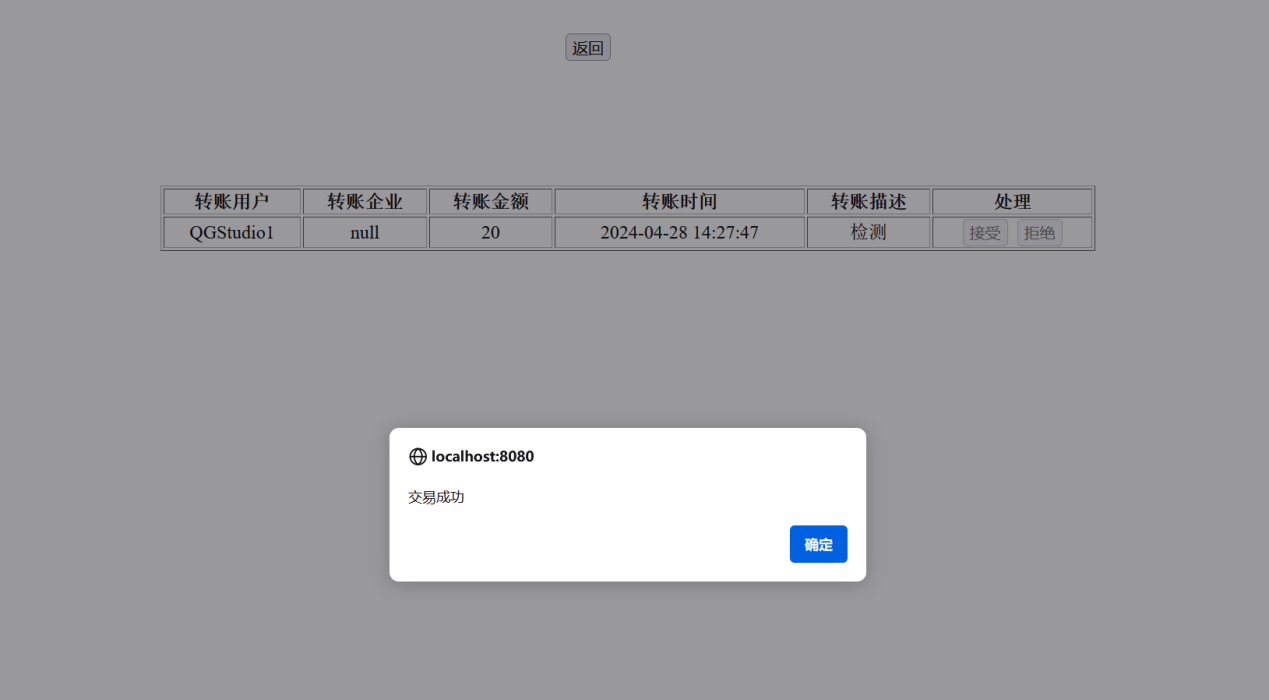 返回
转账用户 转账企业 转账金额 转账时间 转账描述 处理
QGStudio1 null 20 2024-04-28 14:27:47 检测 接受 拒绝
localhost:8080
交易成功
确定